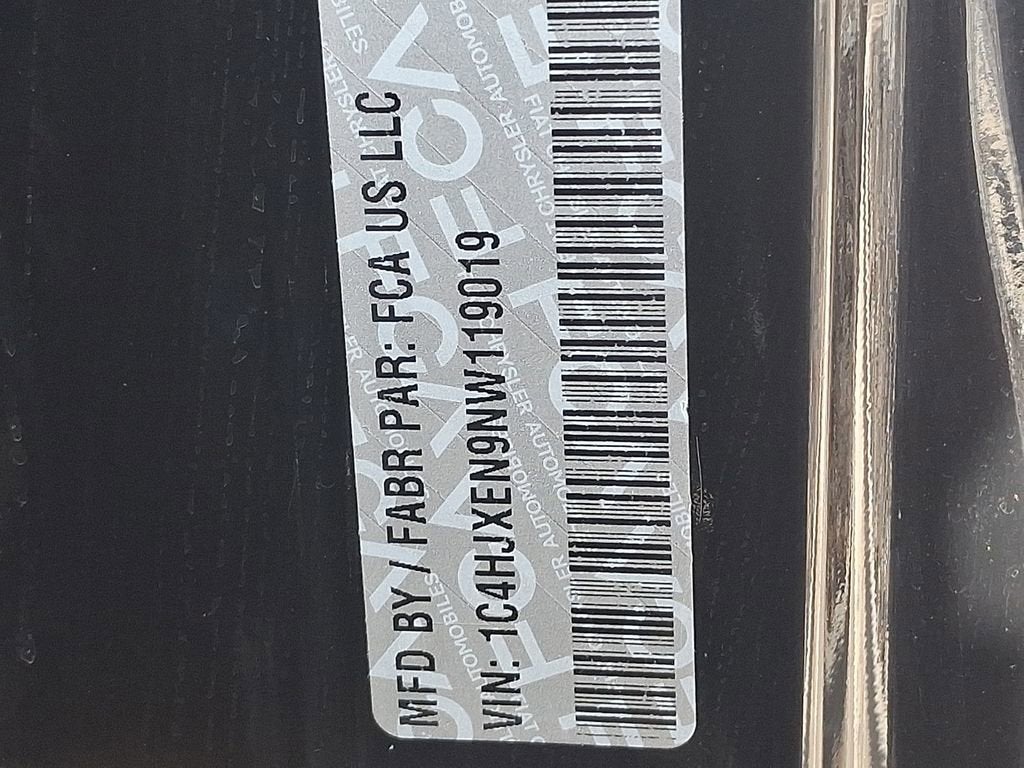 MFD BY / FABR PAR: FCA US LLC
VIN: 1C4HJXEN9NW119019